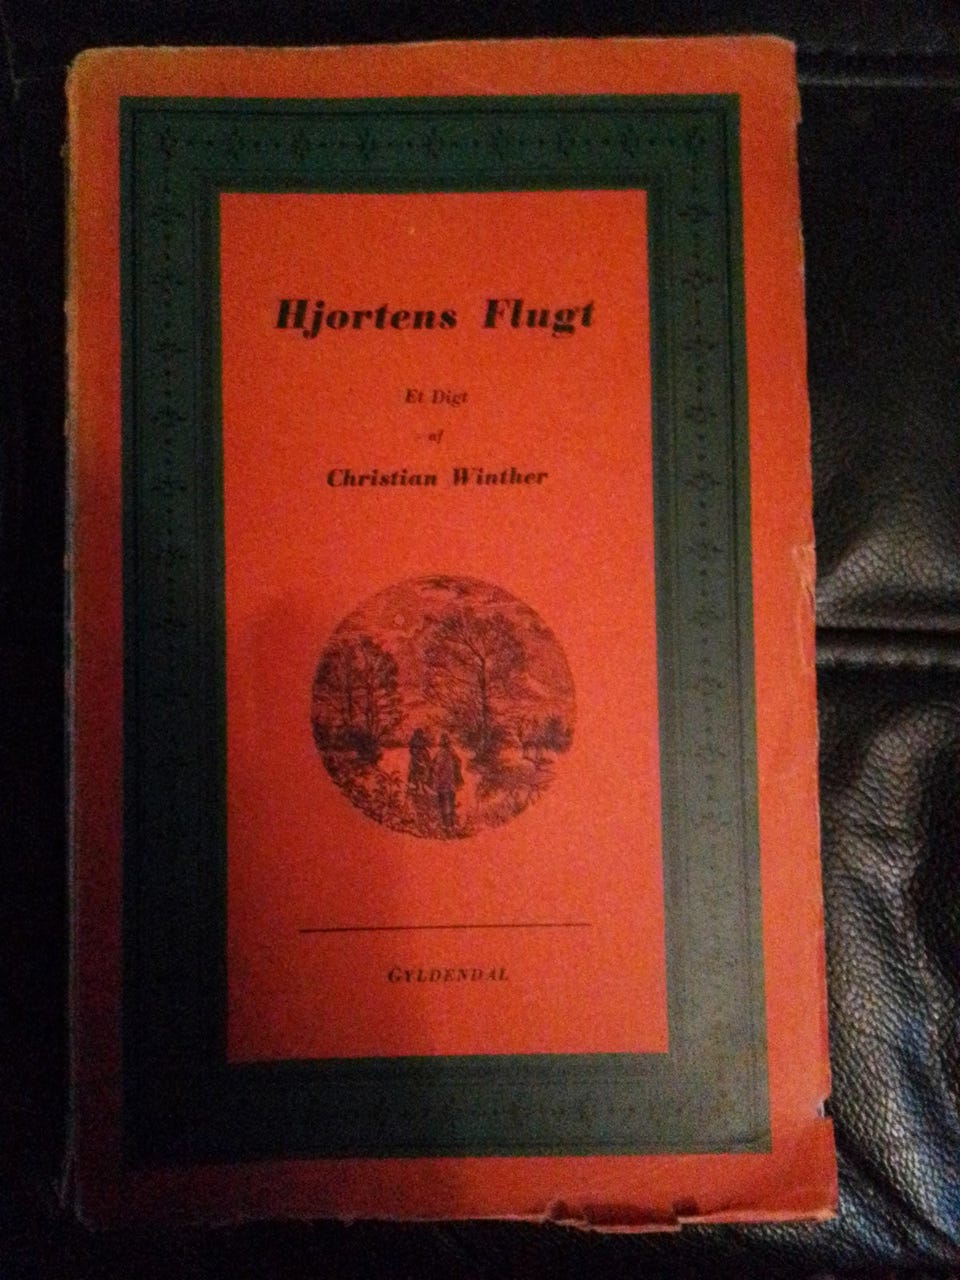 Hjortens Flugt
Et Digt
af
Christian Winther
GYLDENDAL